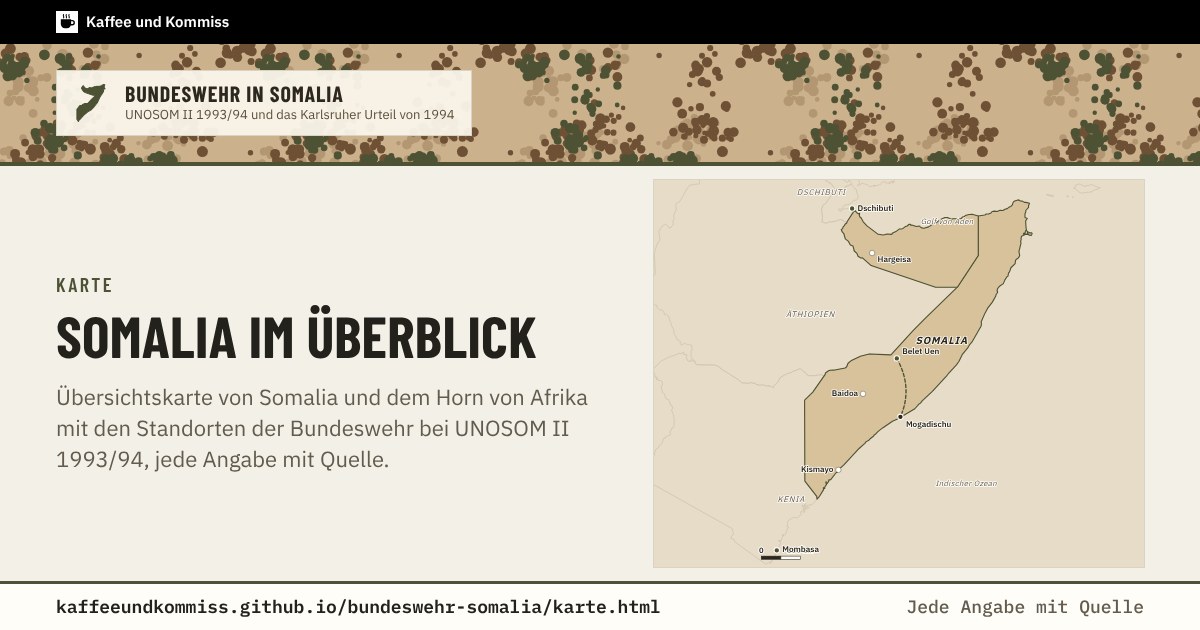 Kaffee und Kommiss
BUNDESWEHR IN SOMALIA
UNOSOM II 1993/94 und das Karlsruher Urteil von 1994
KARTE
SOMALIA IM ÜBERBLICK
Übersichtskarte von Somalia und dem Horn von Afrika
mit den Standorten der Bundeswehr bei UNOSOM II
1993/94, jede Angabe mit Quelle.
DSCHIBUTI
Dschibuti
Golf von Aden
Hargeisa
ÄTHIOPIEN
SOMALIA
Belet Uen
Baidoa
Mogadischu
Kismayo
Indischer Ozean
KENIA
0
Mombasa
kaffeeundkommiss.github.io/bundeswehr-somalia/karte.html
Jede Angabe mit Quelle